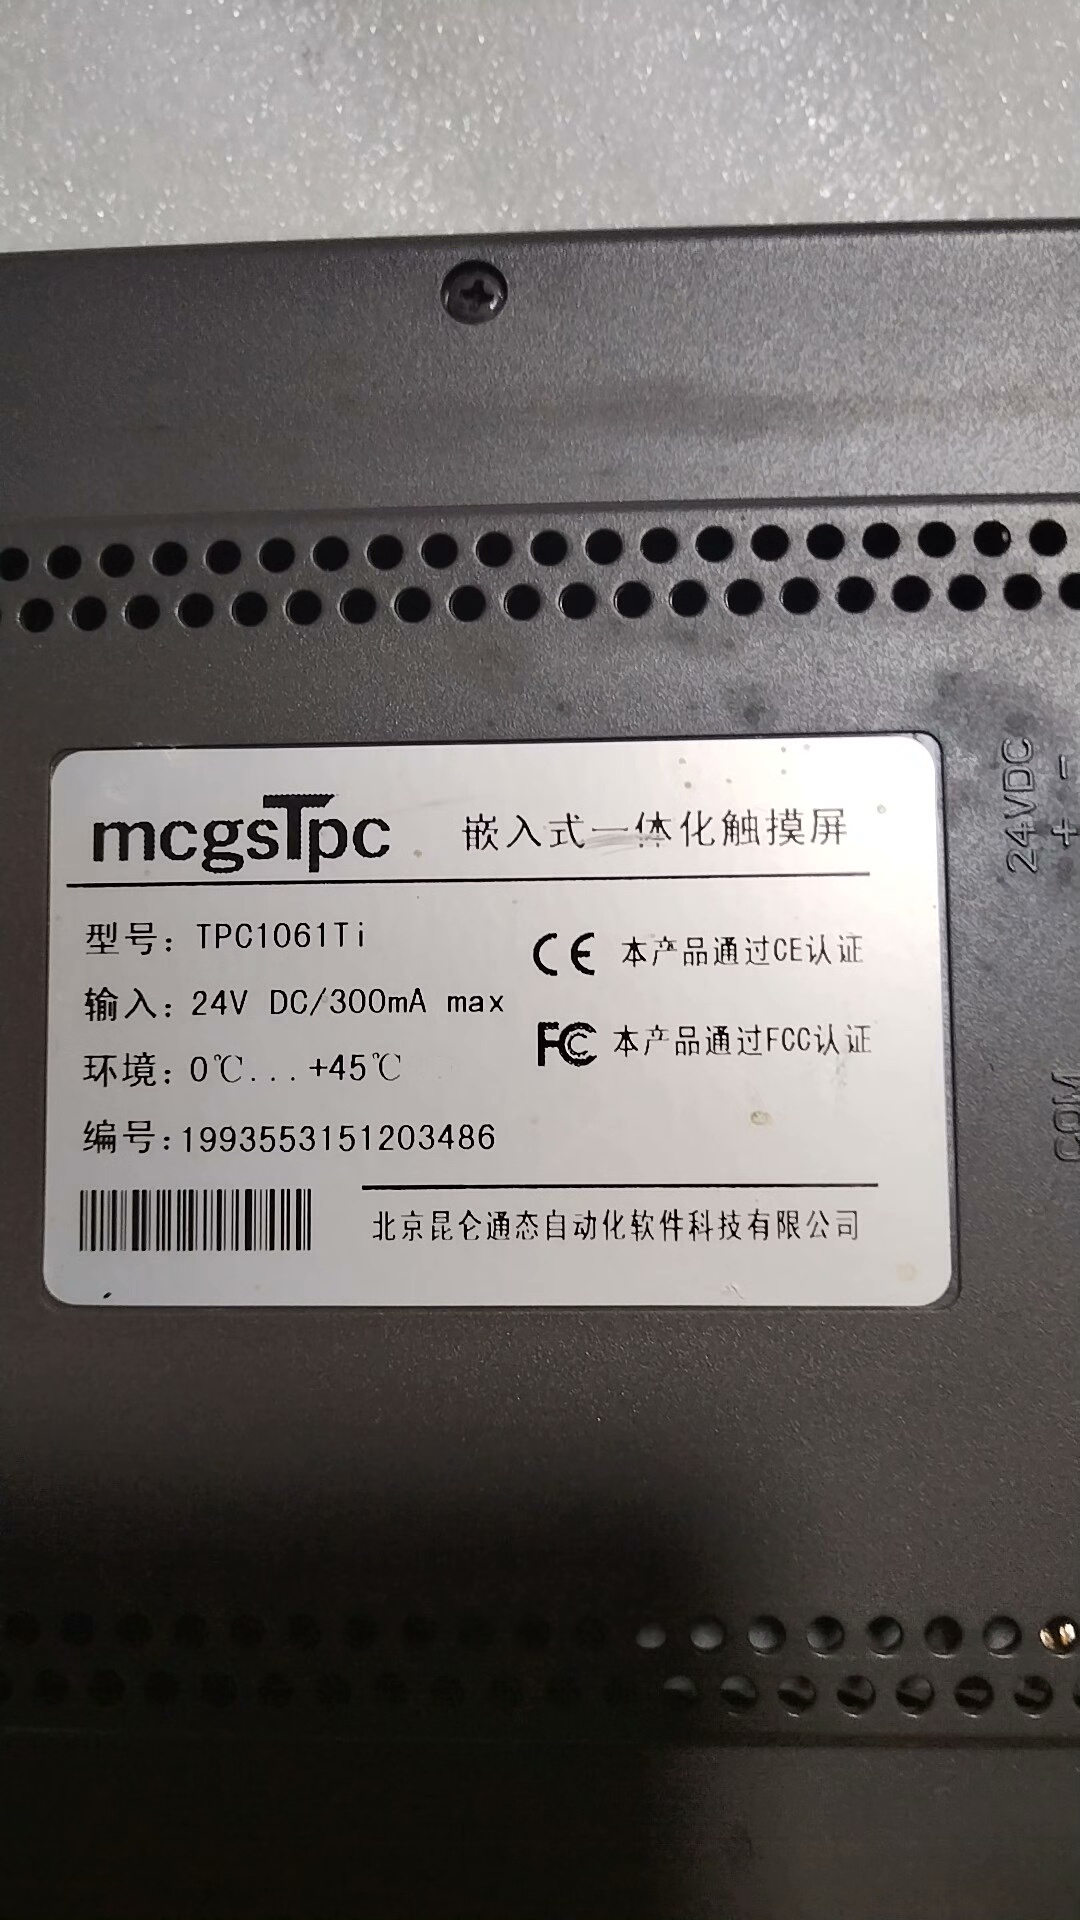 mcgsTpc 嵌入式一体化触摸屏
型号：TPC1061Ti
输入：24V DC/300mA max
环境：0℃...+45℃
编号：1993553151203486
CE 本产品通过CE认证
FC 本产品通过FCC认证
北京昆仑通态自动化软件科技有限公司
24VDC
+ -
COM